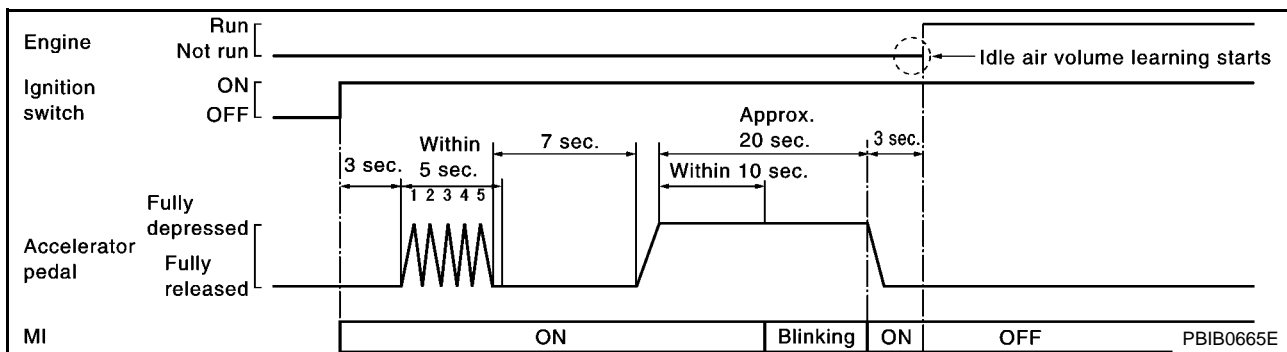 Engine
Run
Not run
Idle air volume learning starts
Ignition
switch
ON
OFF
3 sec.
Within
5 sec.
1 2 3 4 5
7 sec.
Approx.
20 sec.
Within 10 sec.
3 sec.
Accelerator
pedal
Fully
depressed
Fully
released
MI
ON
Blinking
ON
OFF
PBIB0665E